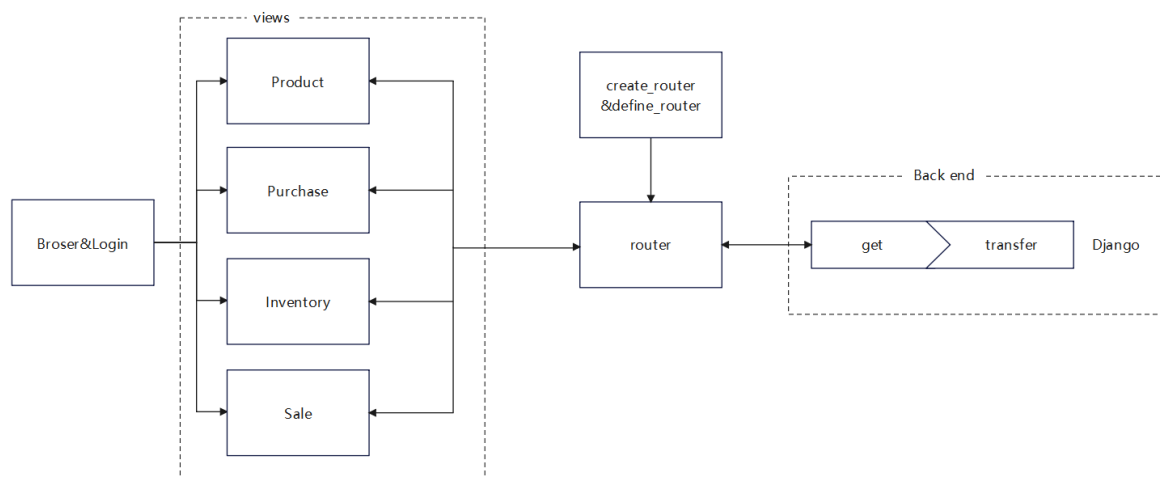 views
Product
Purchase
Inventory
Sale
Broser&Login
create_router
&define_router
router
Back end
get
transfer
Django